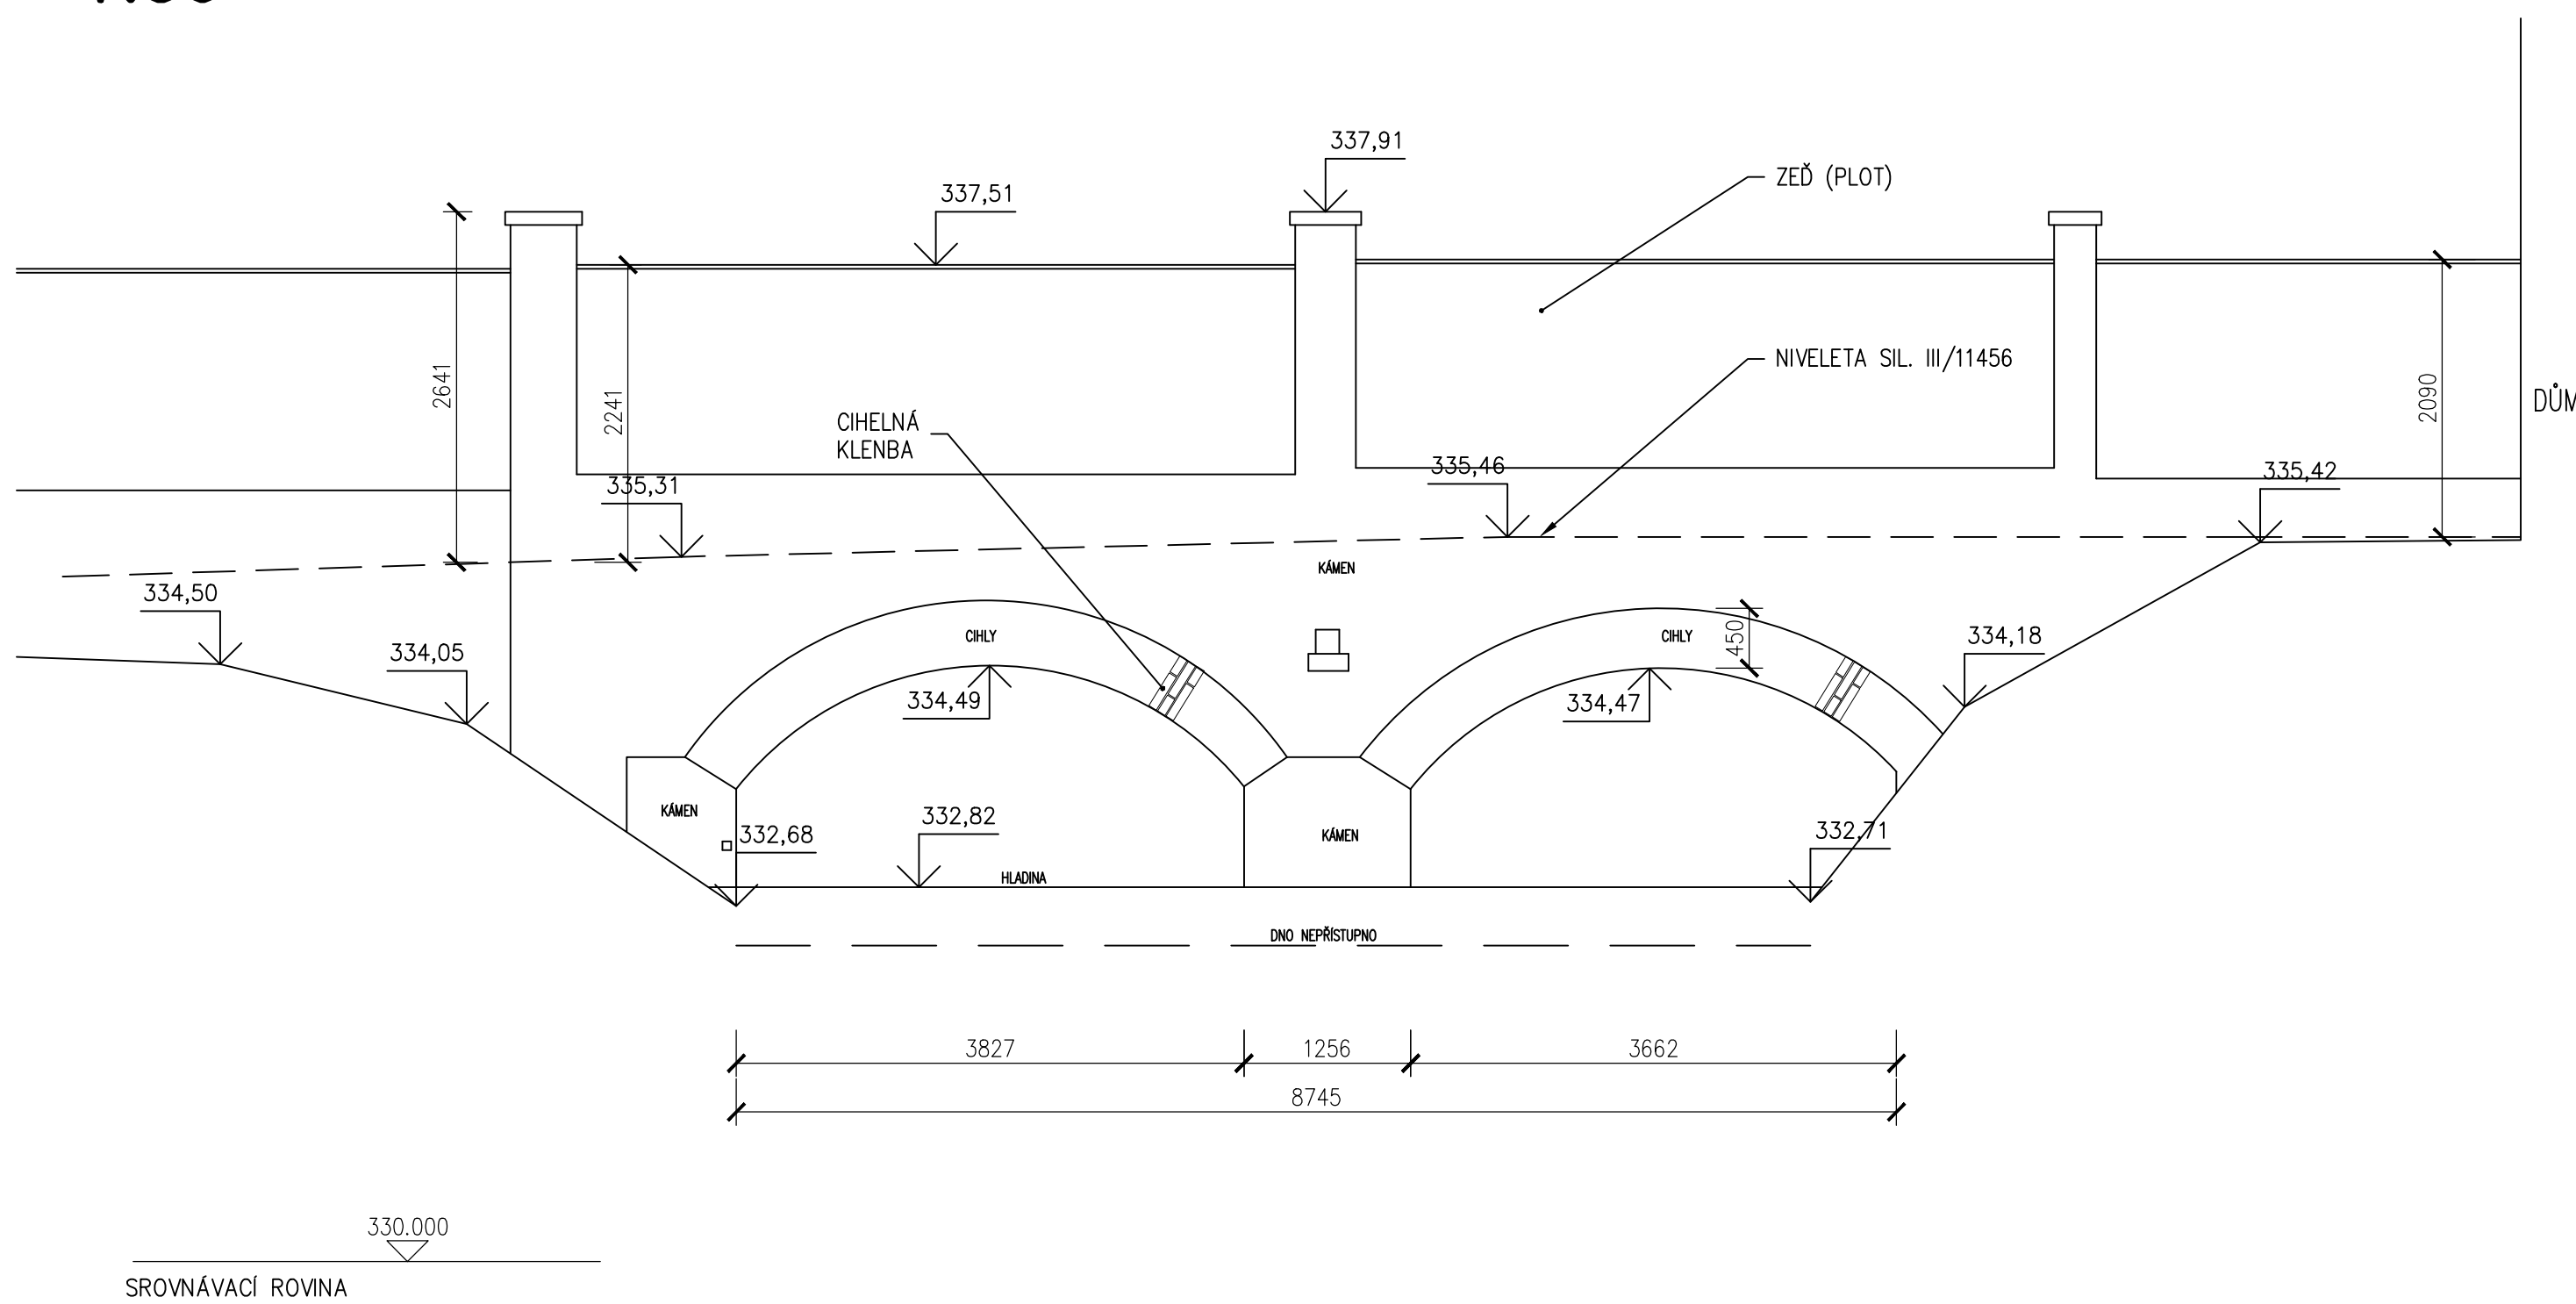 337,91
337,51
ZEĎ (PLOT)
2641
2241
NIVELETA SIL. III/11456
2090
DŮM
CIHELNÁ
KLENBA
335,46
335,42
335,31
KÁMEN
334,50
334,05
CIHLY
CIHLY
450
334,18
334,49
334,47
KÁMEN
332,68
332,82
KÁMEN
332,71
HLADINA
DNO NEPŘÍSTUPNO
3827
1256
3662
8745
330.000
SROVNÁVACÍ ROVINA